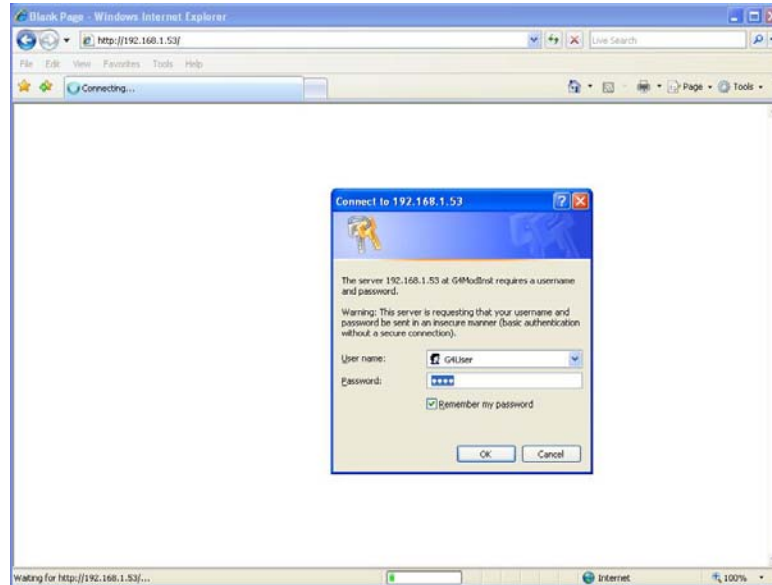 Blank Page - Windows Internet Explorer
http://192.168.1.53/
Live Search
File Edit View Favorites Tools Help
Connecting...
Page Tools
Connect to 192.168.1.53
The server 192.168.1.53 at G4ModInst requires a username
and password.
Warning: This server is requesting that your username and
password be sent in an insecure manner (basic authentication
without a secure connection).
User name:
G4User
Password:
Remember my password
OK
Cancel
Waiting for http://192.168.1.53/...
Internet
100%